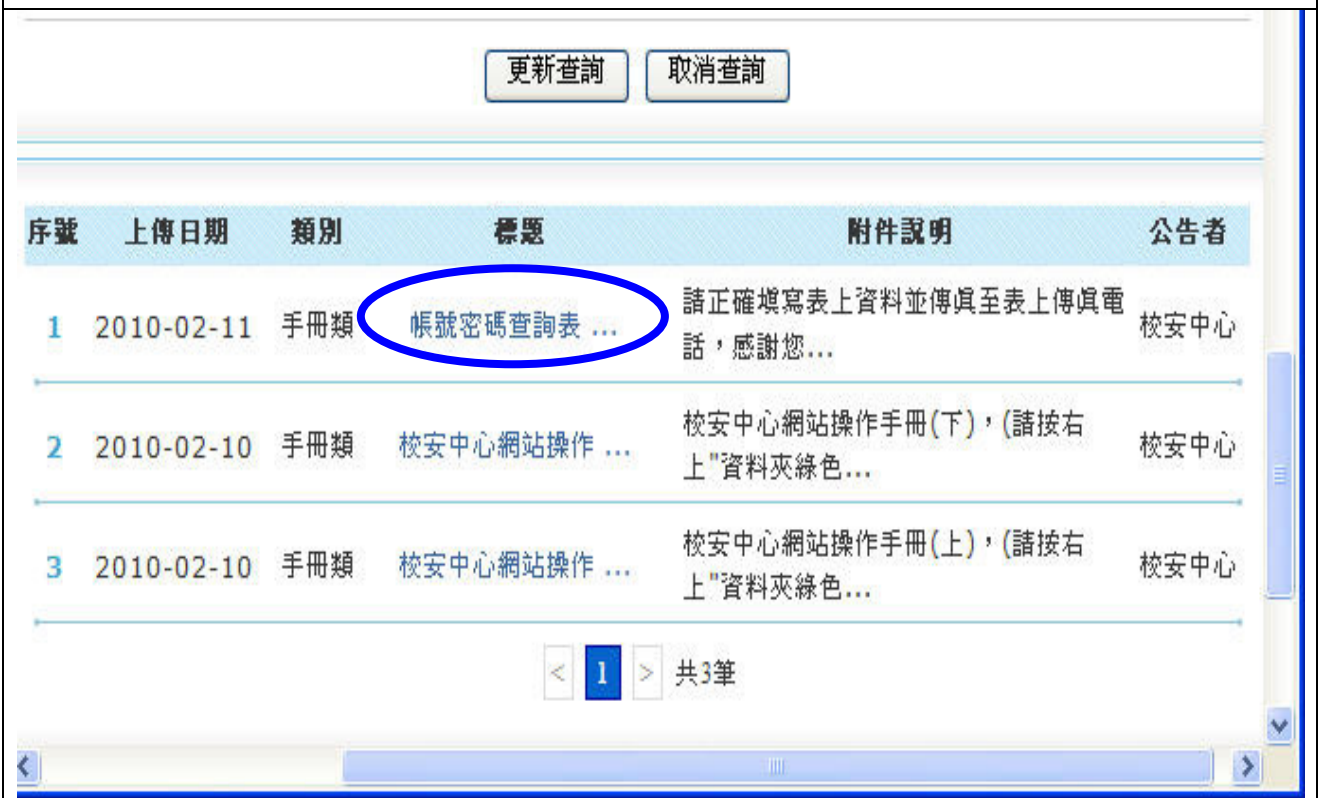 更新查詢 取消查詢
序號 上傳日期 類別 標題 附件說明 公告者
1 2010-02-11 手冊類 帳號密碼查詢表 ... 請正確塡寫表上資料並傳眞至表上傳眞電
話，感謝您... 校安中心
2 2010-02-10 手冊類 校安中心網站操作 ... 校安中心網站操作手冊(下)，(請按右
上"資料夾綠色... 校安中心
3 2010-02-10 手冊類 校安中心網站操作 ... 校安中心網站操作手冊(上)，(請按右
上"資料夾綠色... 校安中心
< 1 > 共3筆